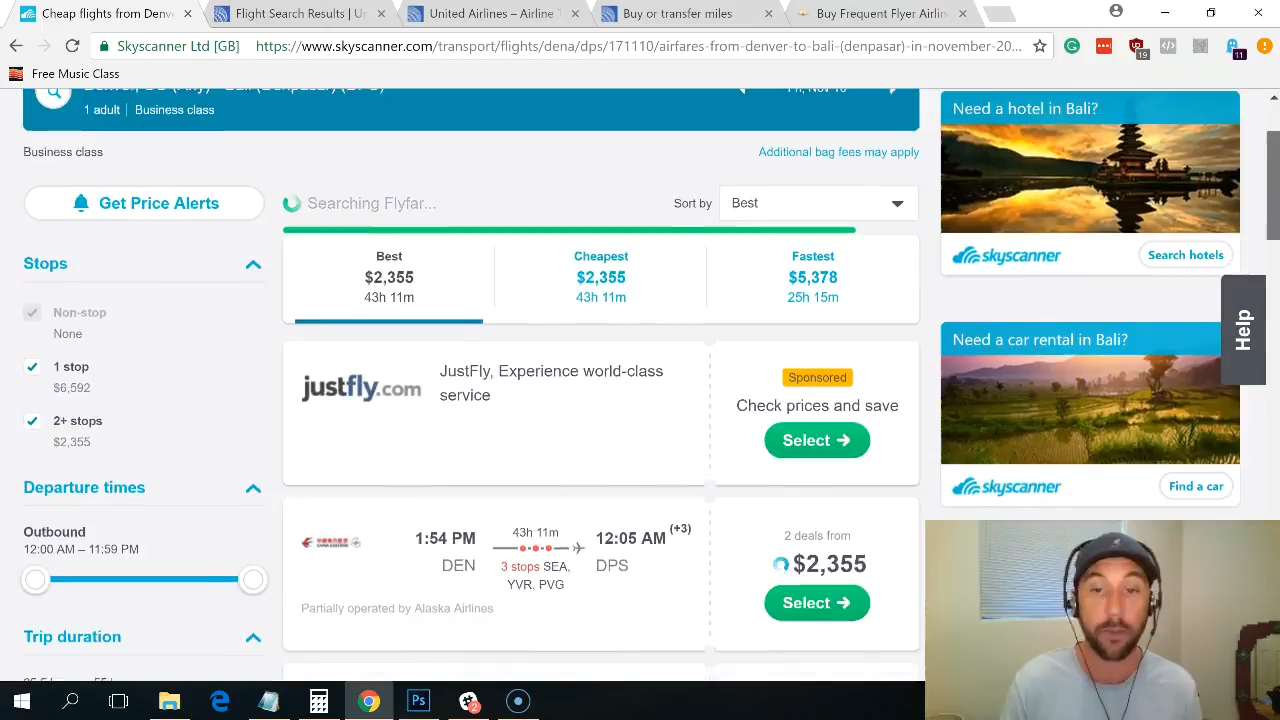 Cheap flights from Den
Flight Search Results | U
United Airlines – Airline T
Buy or transfer miles
Buy Frequent Flyer Airlin
Skyscanner Ltd [GB]
https://www.skyscanner.com/transport/flights/dena/dps/171110/airfares-from-denver-to-bali-(denpasar)-in-november-20...
19
11
Free Music Class
1 adult | Business class
Fri, Nov 10
Business class
Additional bag fees may apply
Get Price Alerts
Searching Flyfar...
Sort by
Best
Stops
Non-stop
None
1 stop
$6,592
2+ stops
$2,355
Departure times
Outbound
12:00 AM – 11:59 PM
Trip duration
Best
$2,355
43h 11m
Cheapest
$2,355
43h 11m
Fastest
$5,378
25h 15m
justfly.com
JustFly, Experience world-class
service
Sponsored
Check prices and save
Select →
1:54 PM
DEN
43h 11m
3 stops SEA,
YVR, PVG
12:05 AM (+3)
DPS
Partially operated by Alaska Airlines
2 deals from
$2,355
Select →
Need a hotel in Bali?
skyscanner
Search hotels
Help
Need a car rental in Bali?
skyscanner
Find a car
Ps
2